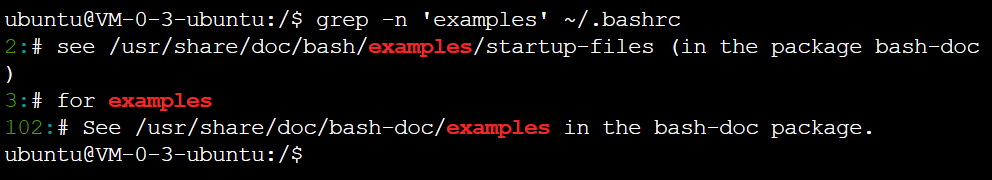 ubuntu@VM-0-3-ubuntu:/$ grep -n 'examples' ~/.bashrc
2:# see /usr/share/doc/bash/examples/startup-files (in the package bash-doc
)
3:# for examples
102:# See /usr/share/doc/bash-doc/examples in the bash-doc package.
ubuntu@VM-0-3-ubuntu:/$